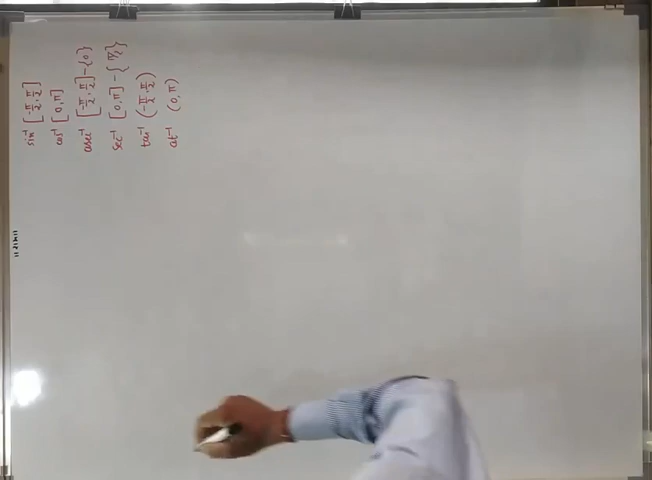 sin⁻¹ [-π/2, π/2]
cos⁻¹ [0, π]
cosec⁻¹ [-π/2, π/2] - {0}
sec⁻¹ [0, π] - {π/2}
tan⁻¹ (-π/2, π/2)
cot⁻¹ (0, π)